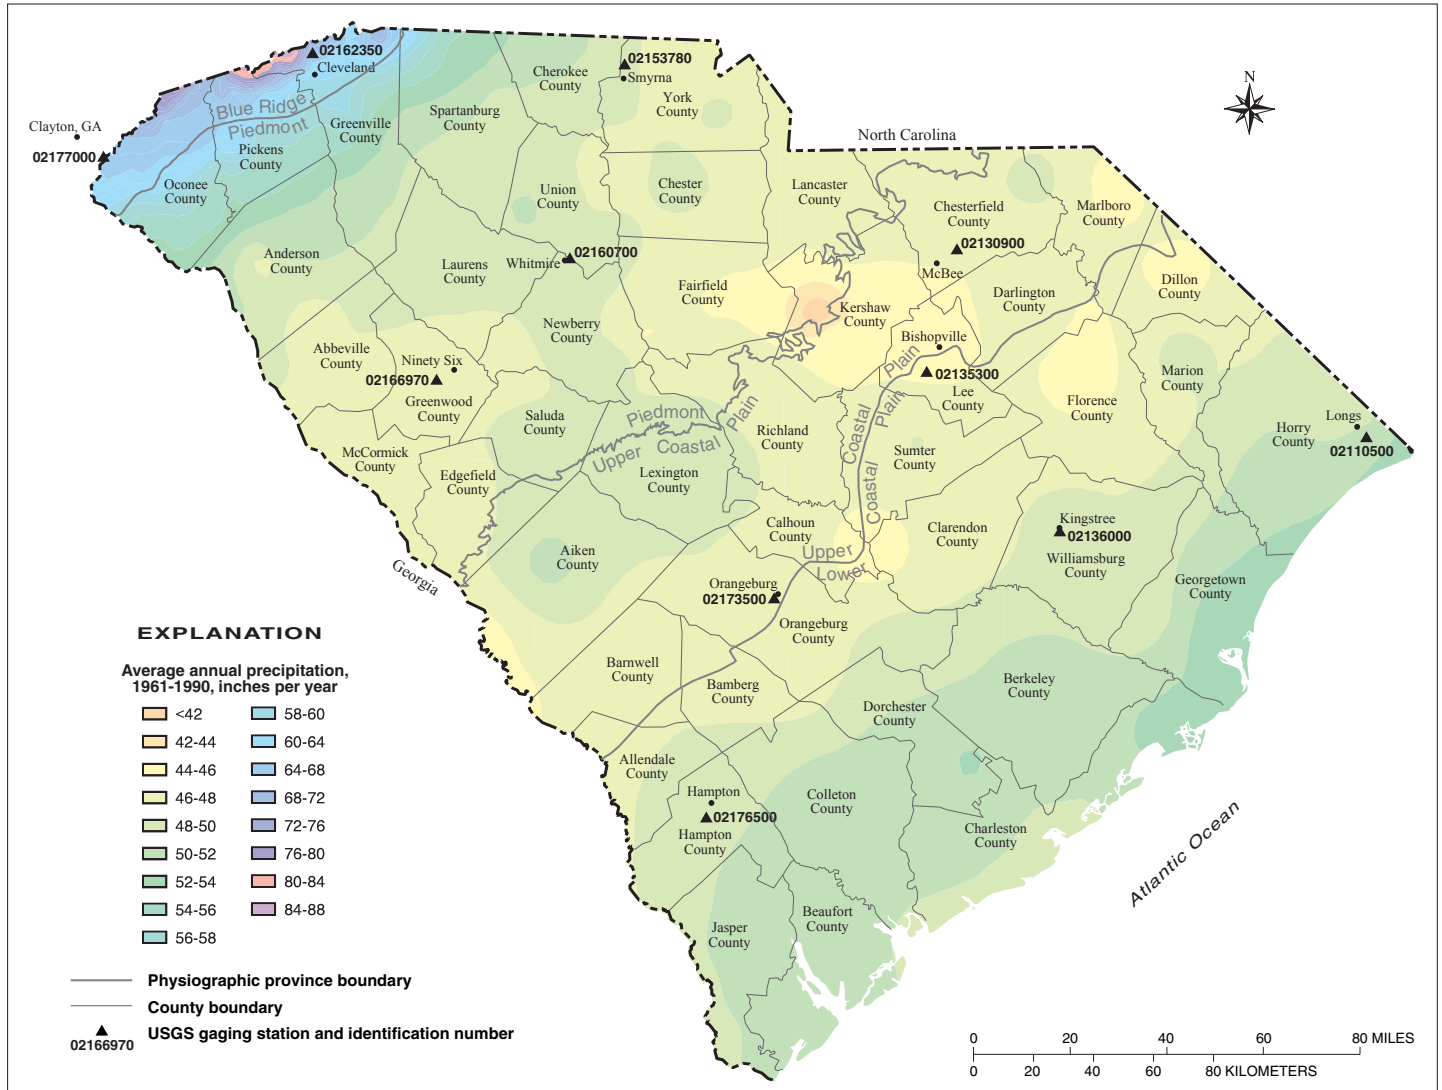 02162350
Cleveland
02153780
Smyrna
Cherokee
County
York
County
N
Clayton, GA
02177000
Blue Ridge
Piedmont
Pickens
County
Greenville
County
Spartanburg
County
North Carolina
Oconee
County
Union
County
Chester
County
Lancaster
County
Chesterfield
County
Marlboro
County
Anderson
County
Laurens
County
Whitmire
02160700
02130900
McBee
Fairfield
County
Kershaw
County
Darlington
County
Dillon
County
Newberry
County
Abbeville
County
Ninety Six
02166970
Greenwood
County
Bishopville
02135300
Lee
County
Marion
County
Florence
County
Saluda
County
Piedmont
Upper Coastal
Plain
Richland
County
Upper
Coastal
Plain
Lower
Coastal
Plain
Sumter
County
Longs
Horry
County
02110500
McCormick
County
Edgefield
County
Lexington
County
Calhoun
County
Clarendon
County
Kingstree
02136000
Williamsburg
County
Aiken
County
Georgia
Orangeburg
02173500
Orangeburg
County
Georgetown
County
Barnwell
County
Bamberg
County
Berkeley
County
Dorchester
County
Allendale
County
Hampton
02176500
Hampton
County
Colleton
County
Charleston
County
Jasper
County
Beaufort
County
Atlantic Ocean
EXPLANATION
Average annual precipitation,
1961-1990, inches per year
<42
42-44
44-46
46-48
48-50
50-52
52-54
54-56
56-58
58-60
60-64
64-68
68-72
72-76
76-80
80-84
84-88
Physiographic province boundary
County boundary
02166970
USGS gaging station and identification number
0 20 40 60 80 MILES
0 20 40 60 80 KILOMETERS